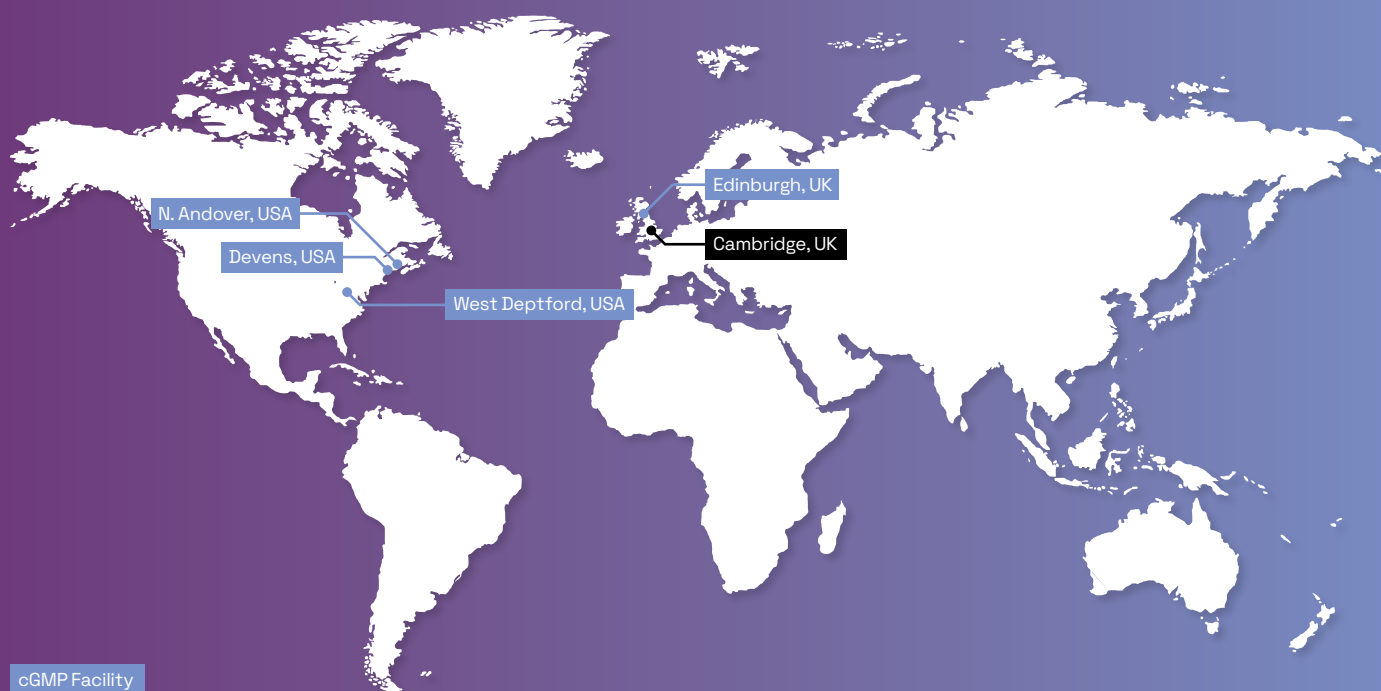 Edinburgh, UK
N. Andover, USA
Cambridge, UK
Devens, USA
West Deptford, USA
cGMP Facility